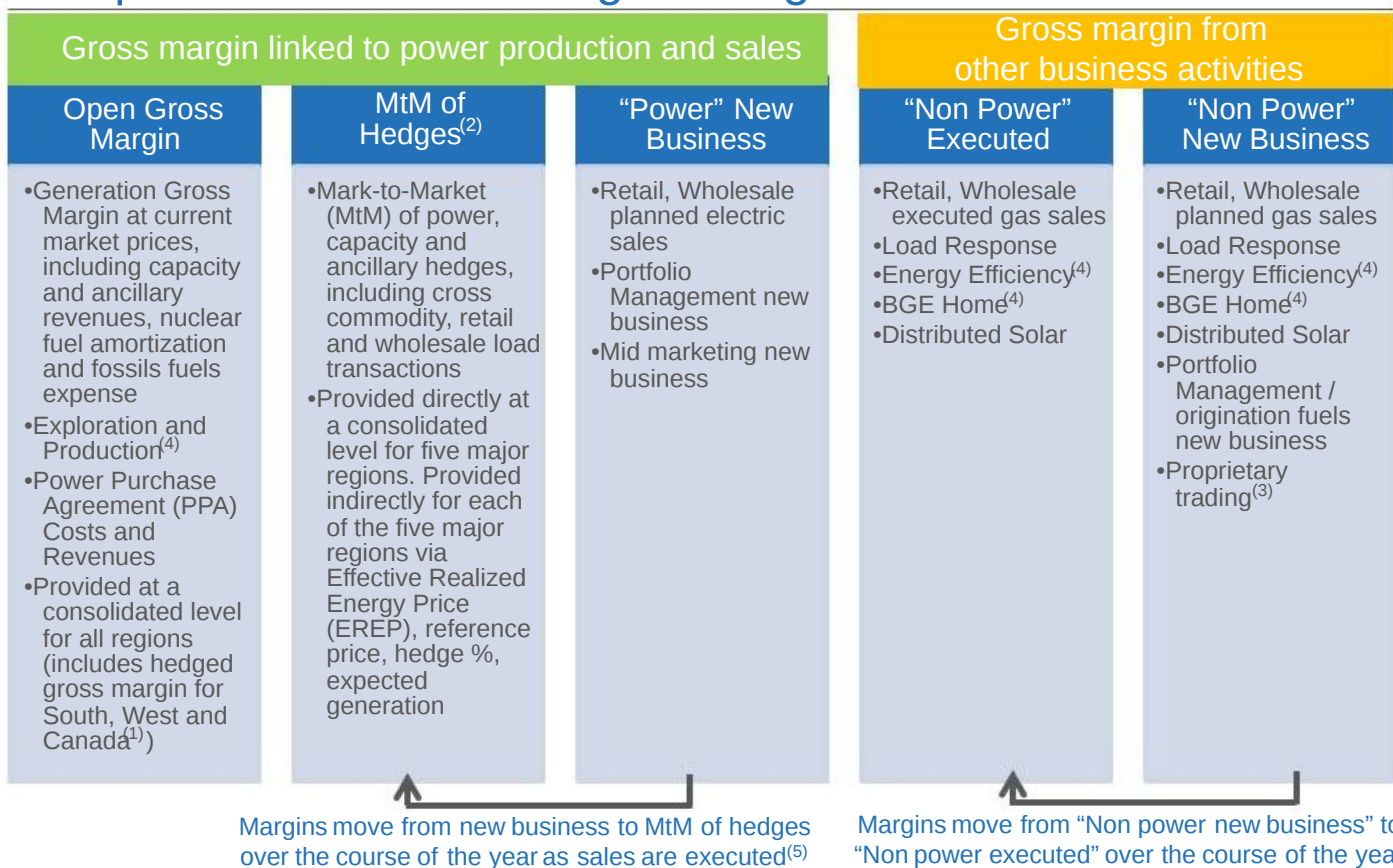 Gross margin linked to power production and sales
Gross margin from
other business activities
Open Gross
Margin
•Generation Gross
Margin at current
market prices,
including capacity
and ancillary
revenues, nuclear
fuel amortization
and fossils fuels
expense
•Exploration and
Production(4)
•Power Purchase
Agreement (PPA)
Costs and
Revenues
•Provided at a
consolidated level
for all regions
(includes hedged
gross margin for
South, West and
Canada(1))
MtM of
Hedges(2)
•Mark-to-Market
(MtM) of power,
capacity and
ancillary hedges,
including cross
commodity, retail
and wholesale load
transactions
•Provided directly at
a consolidated
level for five major
regions. Provided
indirectly for each
of the five major
regions via
Effective Realized
Energy Price
(EREP), reference
price, hedge %,
expected
generation
“Power” New
Business
•Retail, Wholesale
planned electric
sales
•Portfolio
Management new
business
•Mid marketing new
business
“Non Power”
Executed
•Retail, Wholesale
executed gas sales
•Load Response
•Energy Efficiency(4)
•BGE Home(4)
•Distributed Solar
“Non Power”
New Business
•Retail, Wholesale
planned gas sales
•Load Response
•Energy Efficiency(4)
•BGE Home(4)
•Distributed Solar
•Portfolio
Management /
origination fuels
new business
•Proprietary
trading(3)
Margins move from new business to MtM of hedges
over the course of the year as sales are executed(5)
Margins move from “Non power new business” to
“Non power executed” over the course of the year